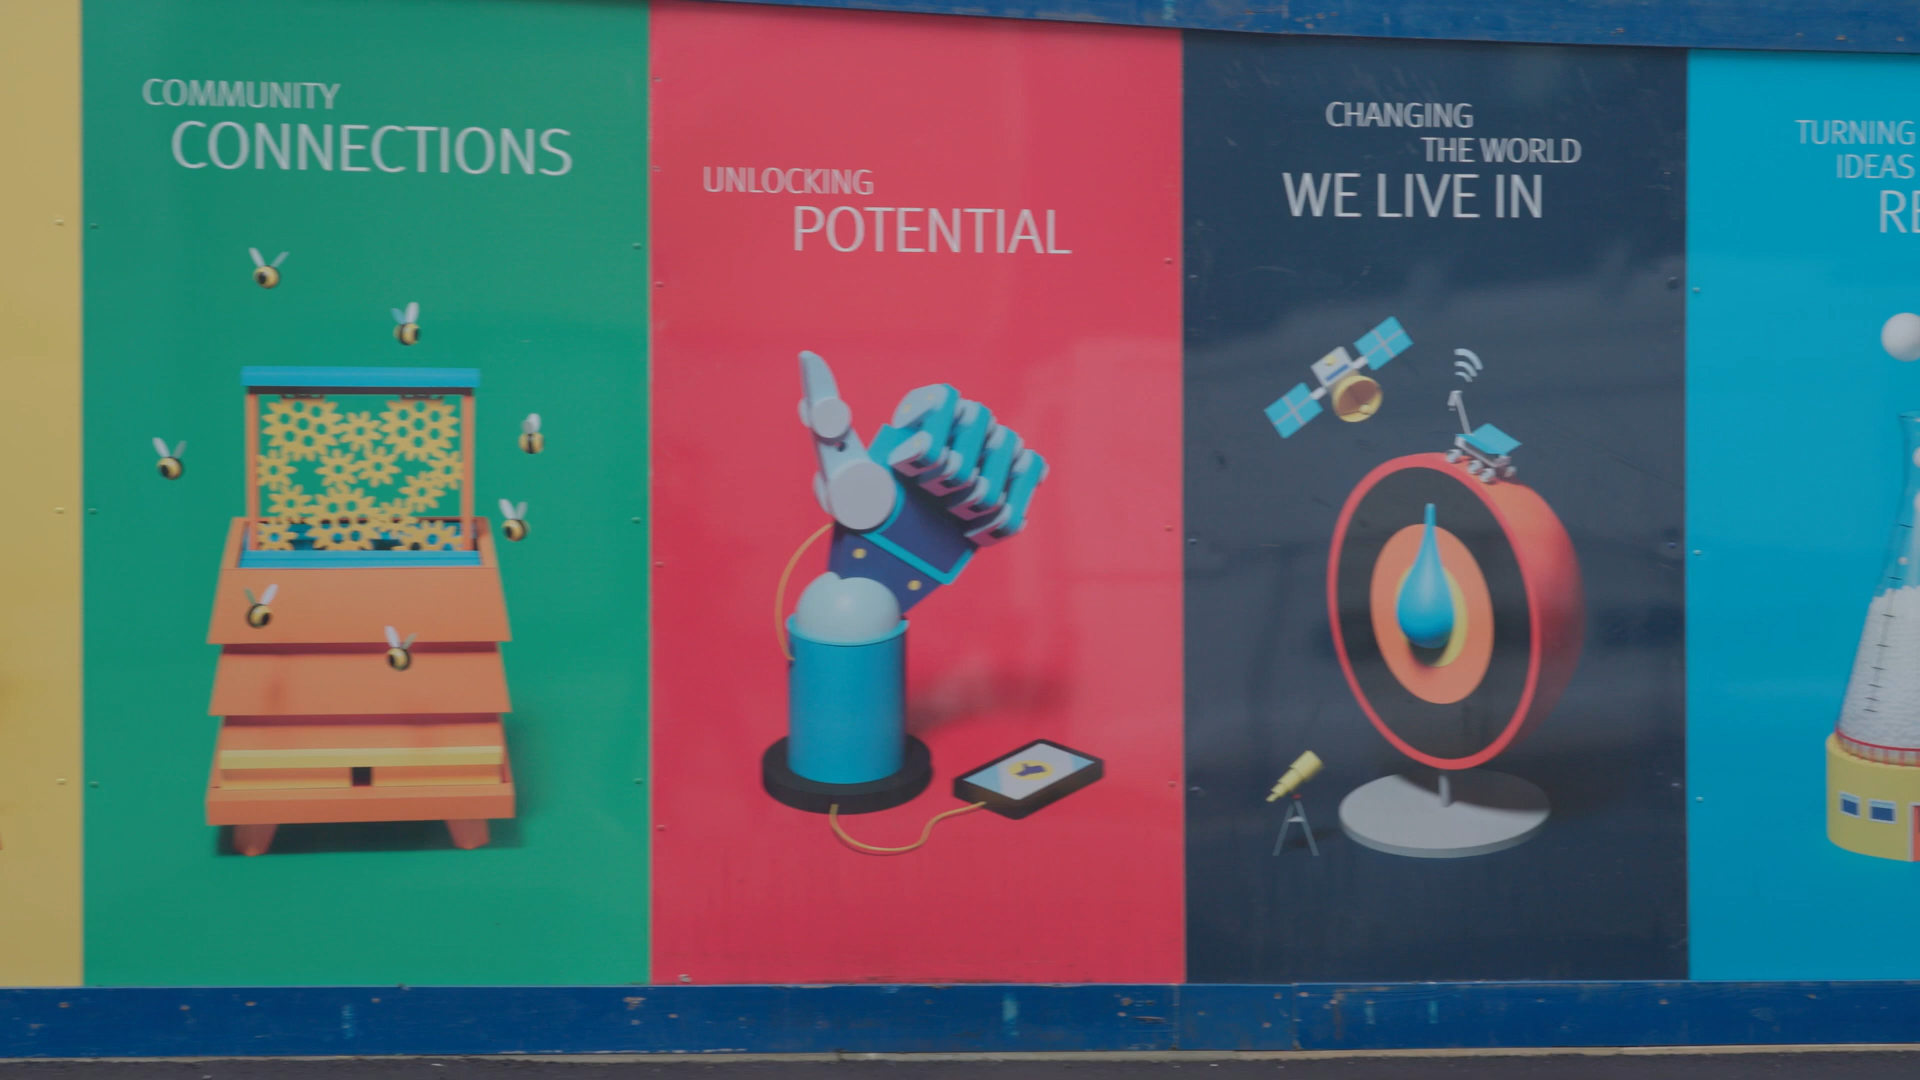 COMMUNITY
CONNECTIONS
UNLOCKING
POTENTIAL
CHANGING
THE WORLD
WE LIVE IN
TURNING
IDEAS